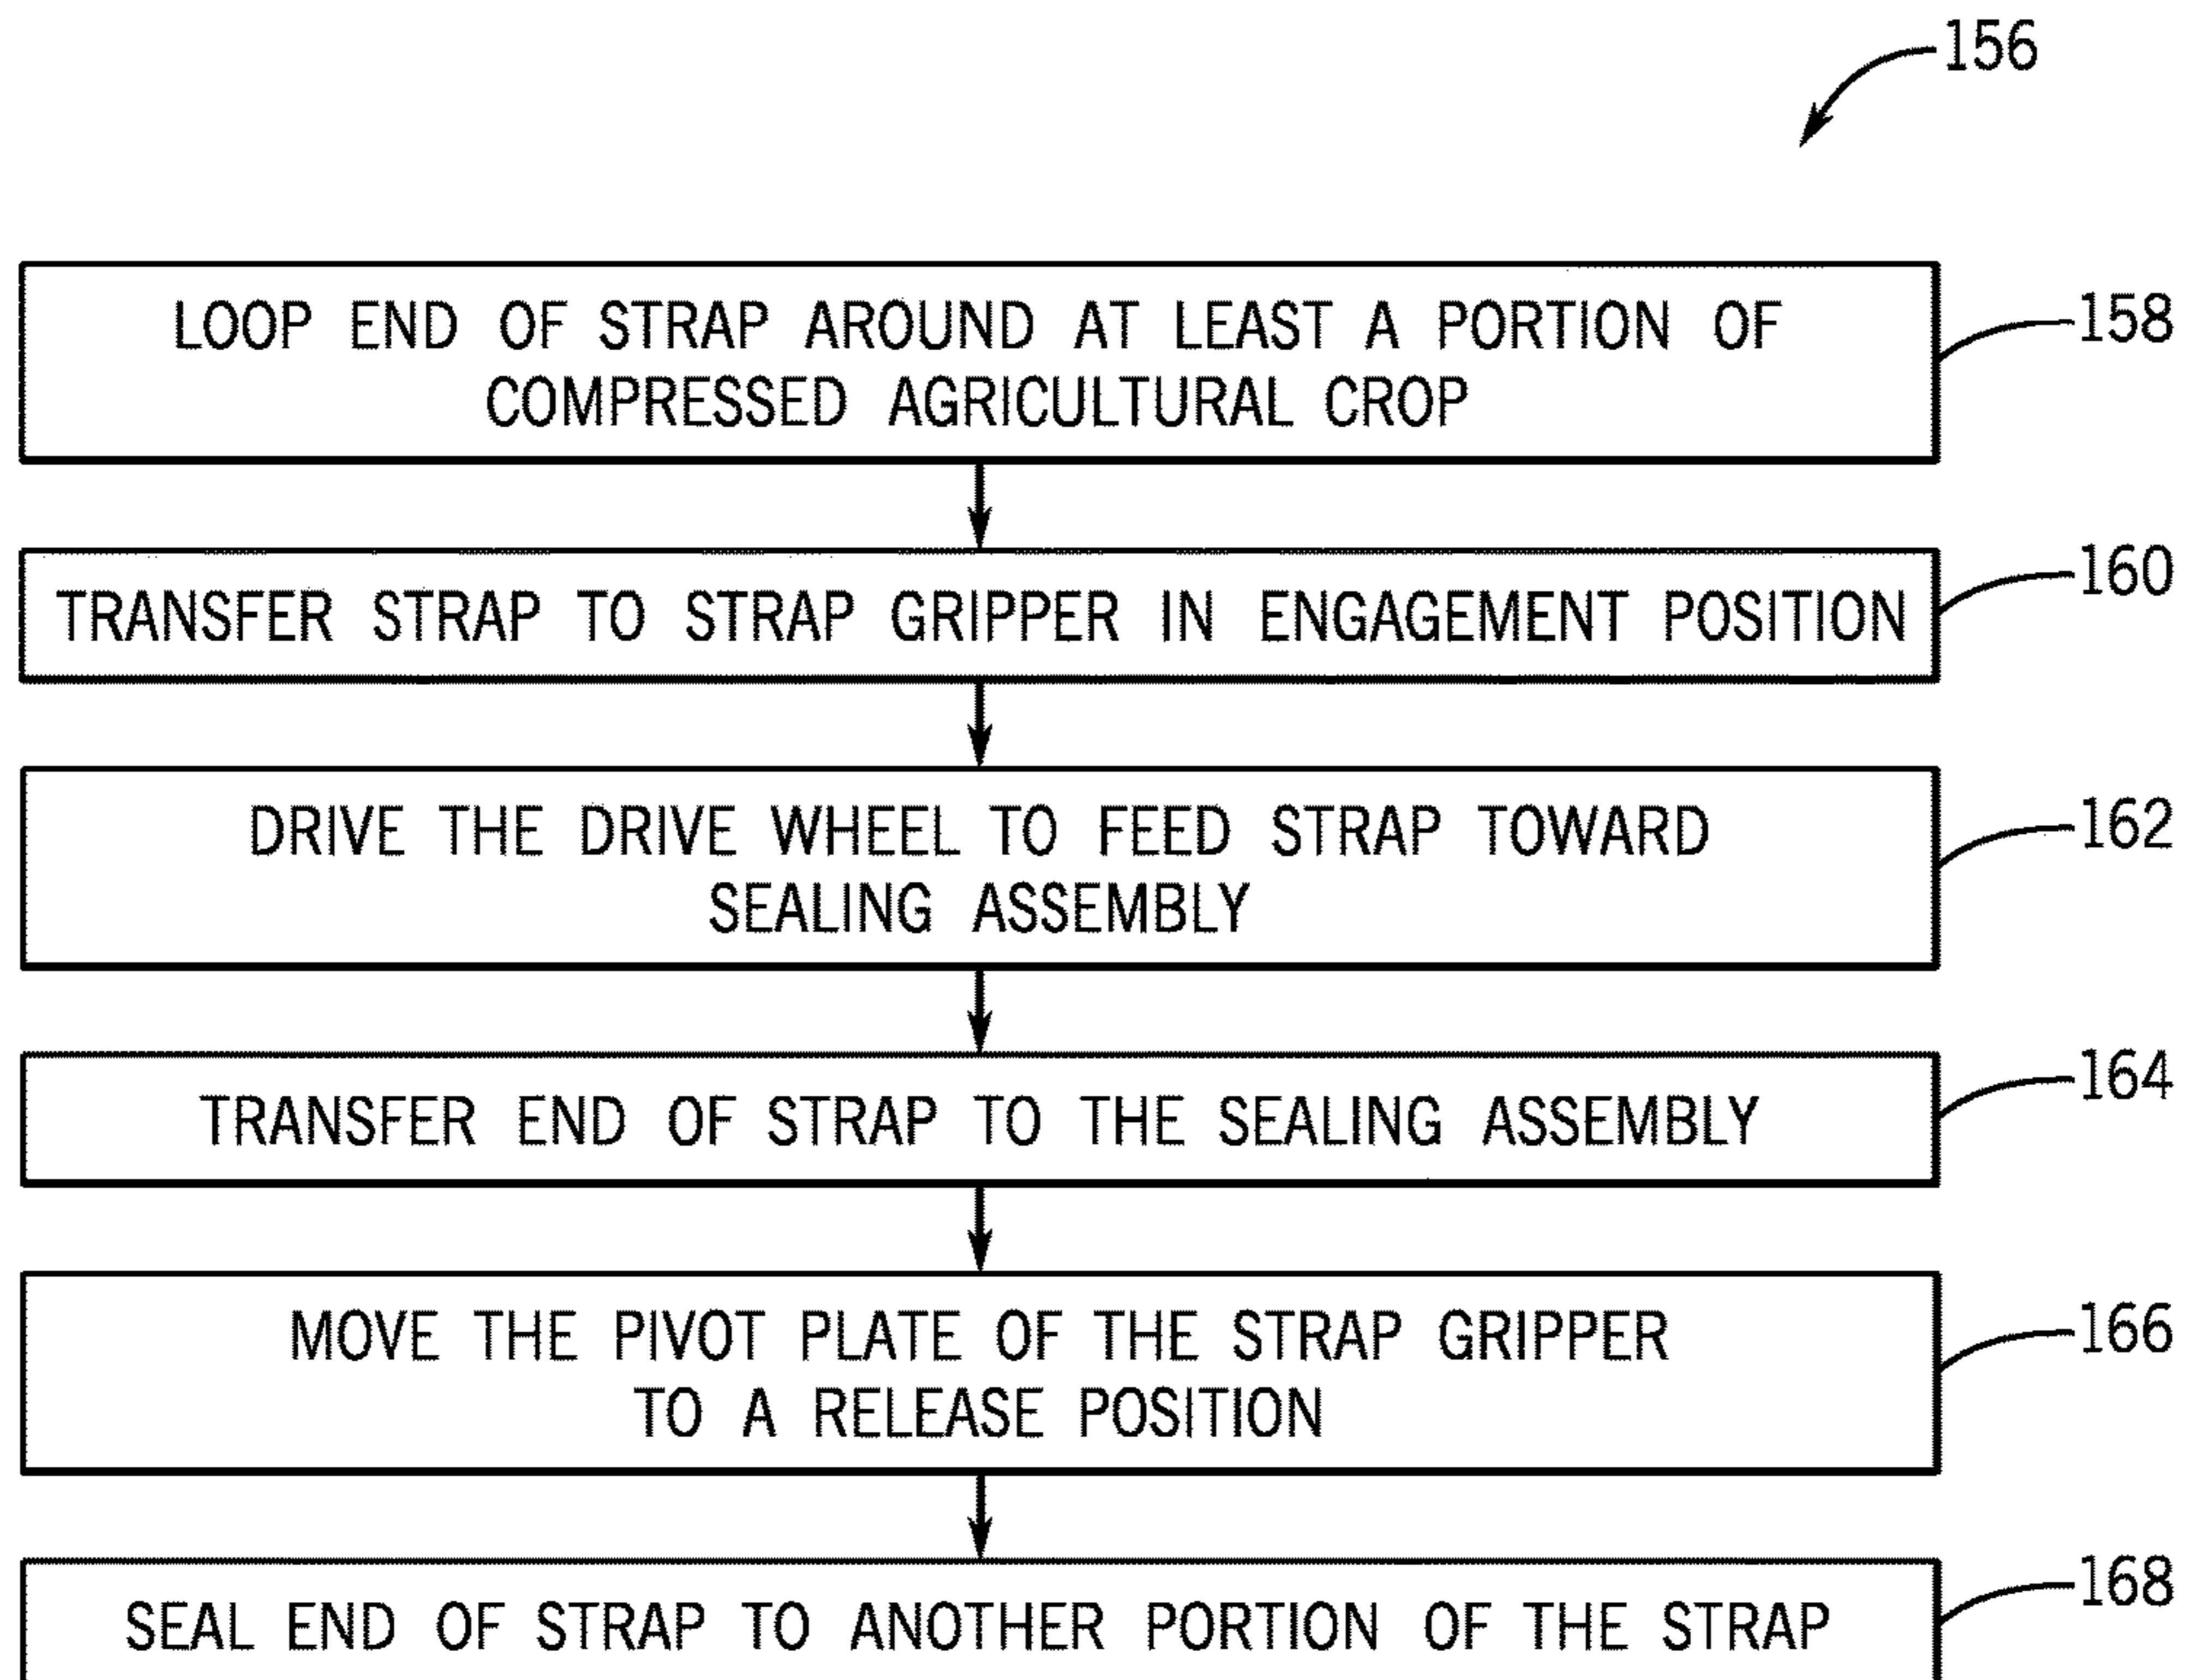 156
LOOP END OF STRAP AROUND AT LEAST A PORTION OF
COMPRESSED AGRICULTURAL CROP
158
TRANSFER STRAP TO STRAP GRIPPER IN ENGAGEMENT POSITION
160
DRIVE THE DRIVE WHEEL TO FEED STRAP TOWARD
SEALING ASSEMBLY
162
TRANSFER END OF STRAP TO THE SEALING ASSEMBLY
164
MOVE THE PIVOT PLATE OF THE STRAP GRIPPER
TO A RELEASE POSITION
166
SEAL END OF STRAP TO ANOTHER PORTION OF THE STRAP
168